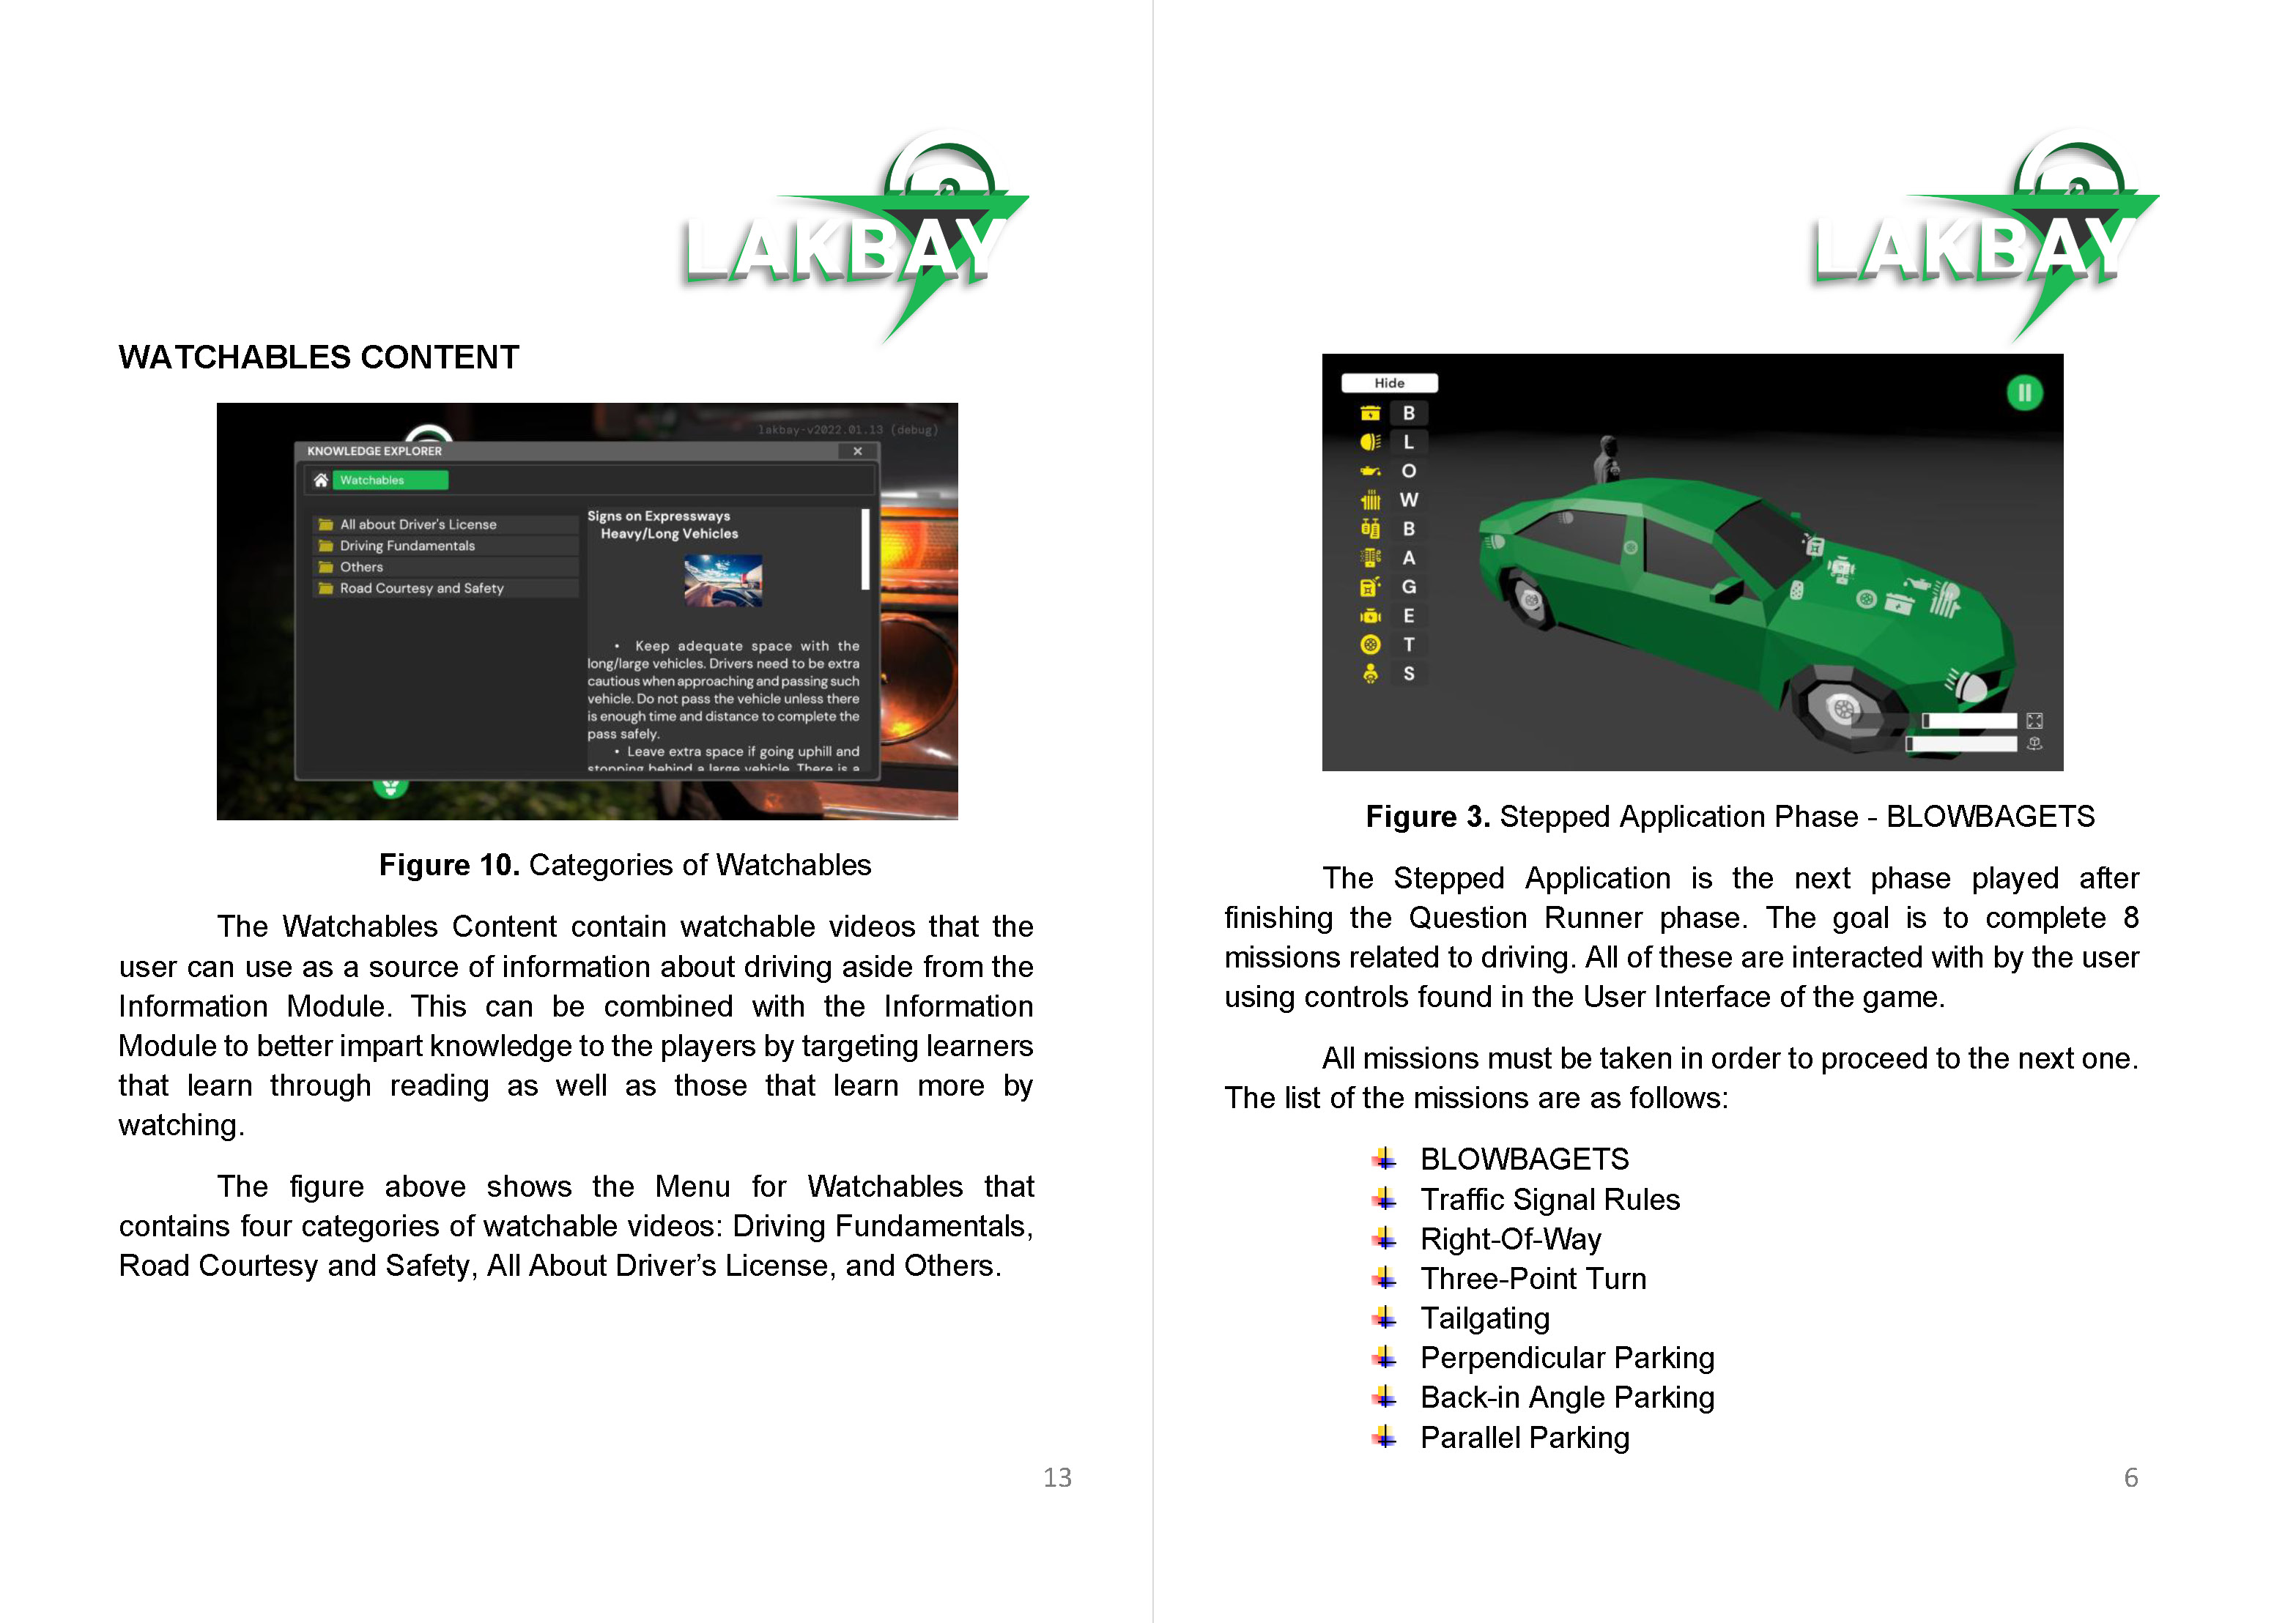 LAKBAY
WATCHABLES CONTENT
lakbay-v2022.01.13 (debug)
KNOWLEDGE EXPLORER
Watchables
All about Driver's License
Driving Fundamentals
Others
Road Courtesy and Safety
Signs on Expressways
Heavy/Long Vehicles
• Keep adequate space with the
long/large vehicles. Drivers need to be extra
cautious when approaching and passing such
vehicle. Do not pass the vehicle unless there
is enough time and distance to complete the
pass safely.
• Leave extra space if going uphill and
stopping behind a large vehicle. There is a
Figure 10. Categories of Watchables
The Watchables Content contain watchable videos that the
user can use as a source of information about driving aside from the
Information Module. This can be combined with the Information
Module to better impart knowledge to the players by targeting learners
that learn through reading as well as those that learn more by
watching.
The figure above shows the Menu for Watchables that
contains four categories of watchable videos: Driving Fundamentals,
Road Courtesy and Safety, All About Driver’s License, and Others.
13
LAKBAY
Hide
B
L
O
W
B
A
G
E
T
S
Figure 3. Stepped Application Phase - BLOWBAGETS
The Stepped Application is the next phase played after
finishing the Question Runner phase. The goal is to complete 8
missions related to driving. All of these are interacted with by the user
using controls found in the User Interface of the game.
All missions must be taken in order to proceed to the next one.
The list of the missions are as follows:
BLOWBAGETS
Traffic Signal Rules
Right-Of-Way
Three-Point Turn
Tailgating
Perpendicular Parking
Back-in Angle Parking
Parallel Parking
6